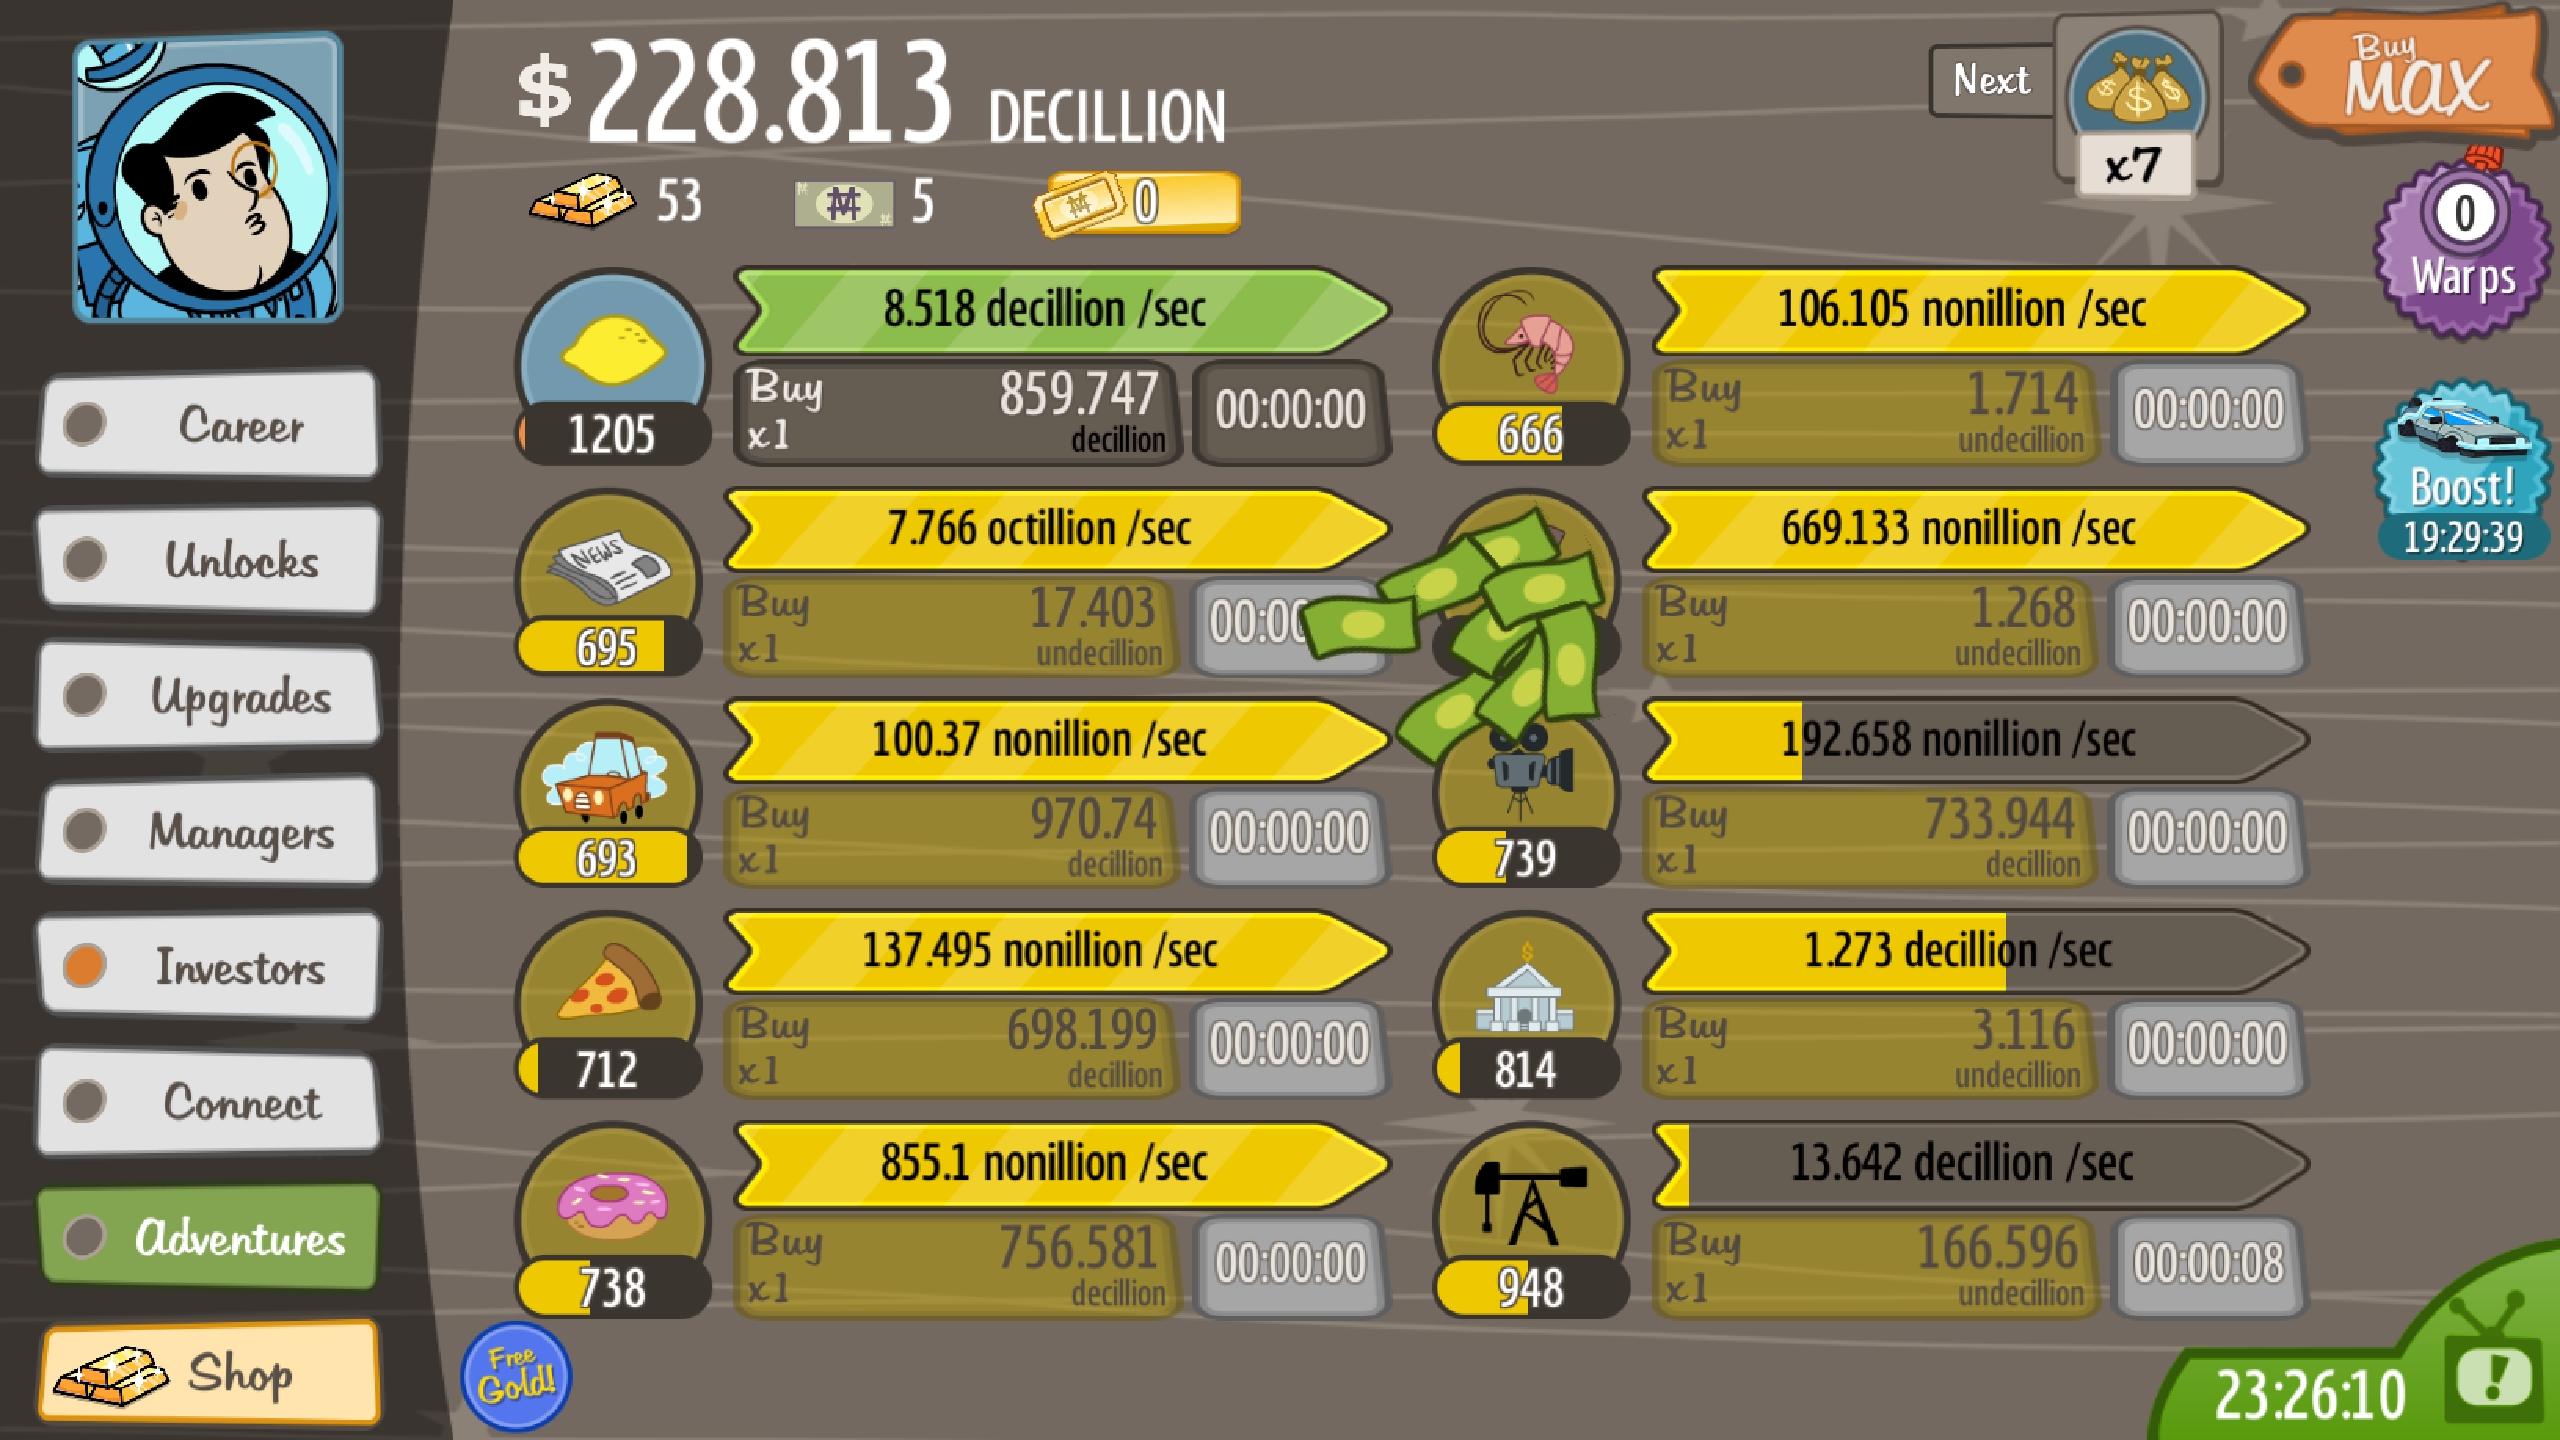 $228.813 DECILLION
53
5
0
Next
x7
Buy
MAX
0
Warps
Boost!
19:29:39
Career
Unlocks
Upgrades
Managers
Investors
Connect
Adventures
Shop
8.518 decillion /sec
1205
Buy
x1
859.747
decillion
00:00:00
NEWS
7.766 octillion /sec
695
Buy
x1
17.403
undecillion
100.37 nonillion /sec
693
Buy
x1
970.74
decillion
00:00:00
137.495 nonillion /sec
712
Buy
x1
698.199
decillion
00:00:00
855.1 nonillion /sec
738
Buy
x1
756.581
decillion
00:00:00
106.105 nonillion /sec
666
Buy
x1
1.714
undecillion
00:00:00
669.133 nonillion /sec
Buy
x1
1.268
undecillion
00:00:00
192.658 nonillion /sec
739
Buy
x1
733.944
decillion
00:00:00
1.273 decillion /sec
814
Buy
x1
3.116
undecillion
00:00:00
13.642 decillion /sec
948
Buy
x1
166.596
undecillion
00:00:08
Free
Gold!
23:26:10